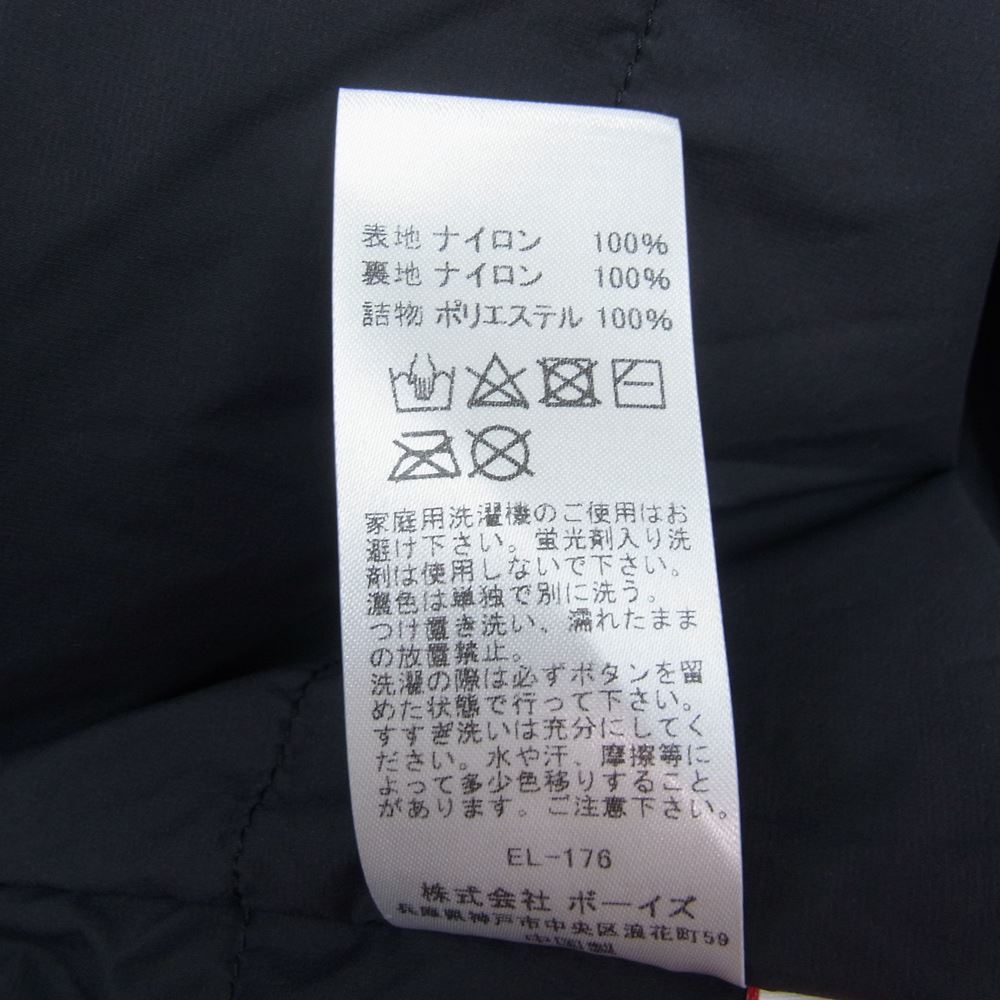 表地 ナイロン 100%
裏地 ナイロン 100%
詰物 ポリエステル 100%
家庭用洗濯機のご使用はお
避け下さい。蛍光剤入り洗
剤は使用しないで下さい。
濃色は単独で別に洗う。
つけ置き洗い、濡れたまま
の放置禁止。
洗濯の際は必ずボタンを留
めた状態で行って下さい。
すすぎ洗いは充分にしてく
ださい。水や汗、摩擦等に
よって多少色移りすること
があります。ご注意下さい。
EL-176
株式会社 ボーイズ
兵庫県神戸市中央区浪花町59
中国製